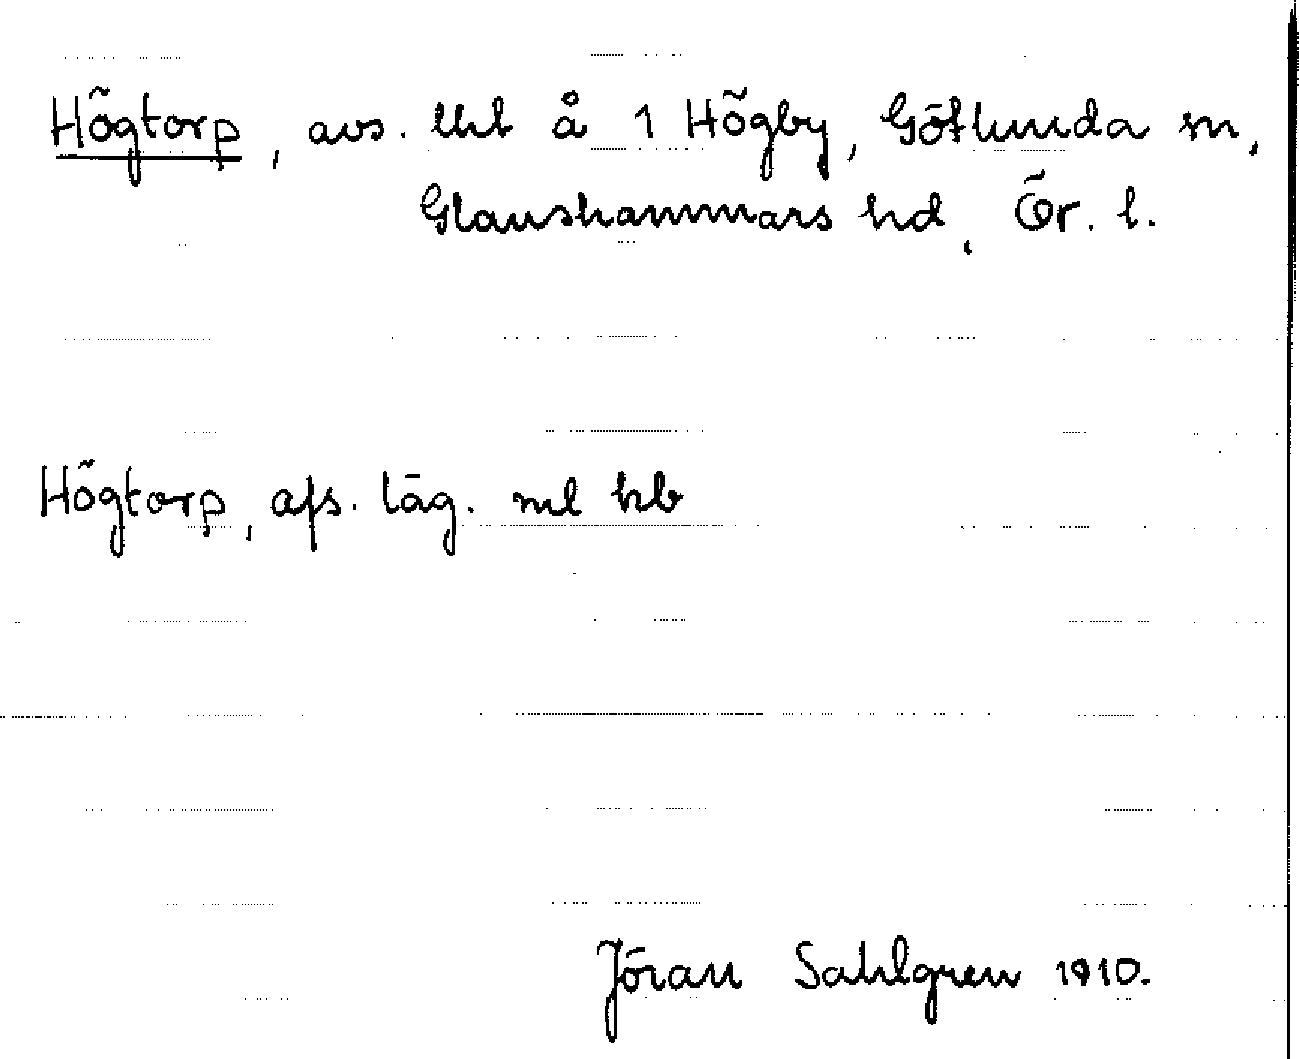 Högtorp, avs. lht å 1 Högby, Götlunda sn,
Glanshammars hd, Ör. l.
Högtorp, afs. läg. ml hb
Jöran Sahlgren 1910.